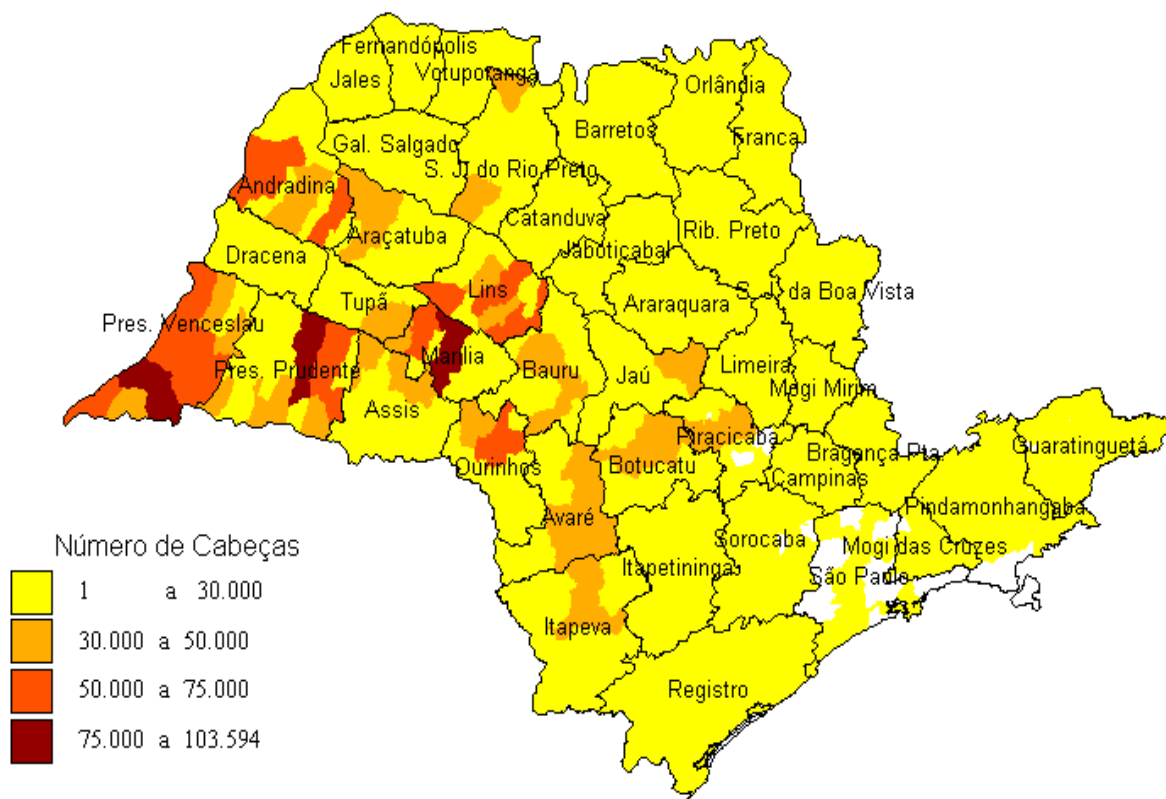 Fernandópolis
Votuporanga
Jales
Orlândia
Barretos
Franca
Gal. Salgado
S. J. do Rio Preto
Andradina
Catanduva
Araçatuba
Jaboticabal
Rib. Preto
Dracena
Lins
Tupã
Araraquara
S. J. da Boa Vista
Pres. Venceslau
Marília
Pres. Prudente
Bauru
Jaú
Limeira
Mogi Mirim
Assis
Piracicaba
Ourinhos
Botucatu
Bragança Pta
Guaratinguetá
Campinas
Pindamonhangaba
Avaré
Sorocaba
Mogi das Cruzes
Itapetininga
São Paulo
Itapeva
Registro
Número de Cabeças
1 a 30.000
30.000 a 50.000
50.000 a 75.000
75.000 a 103.594